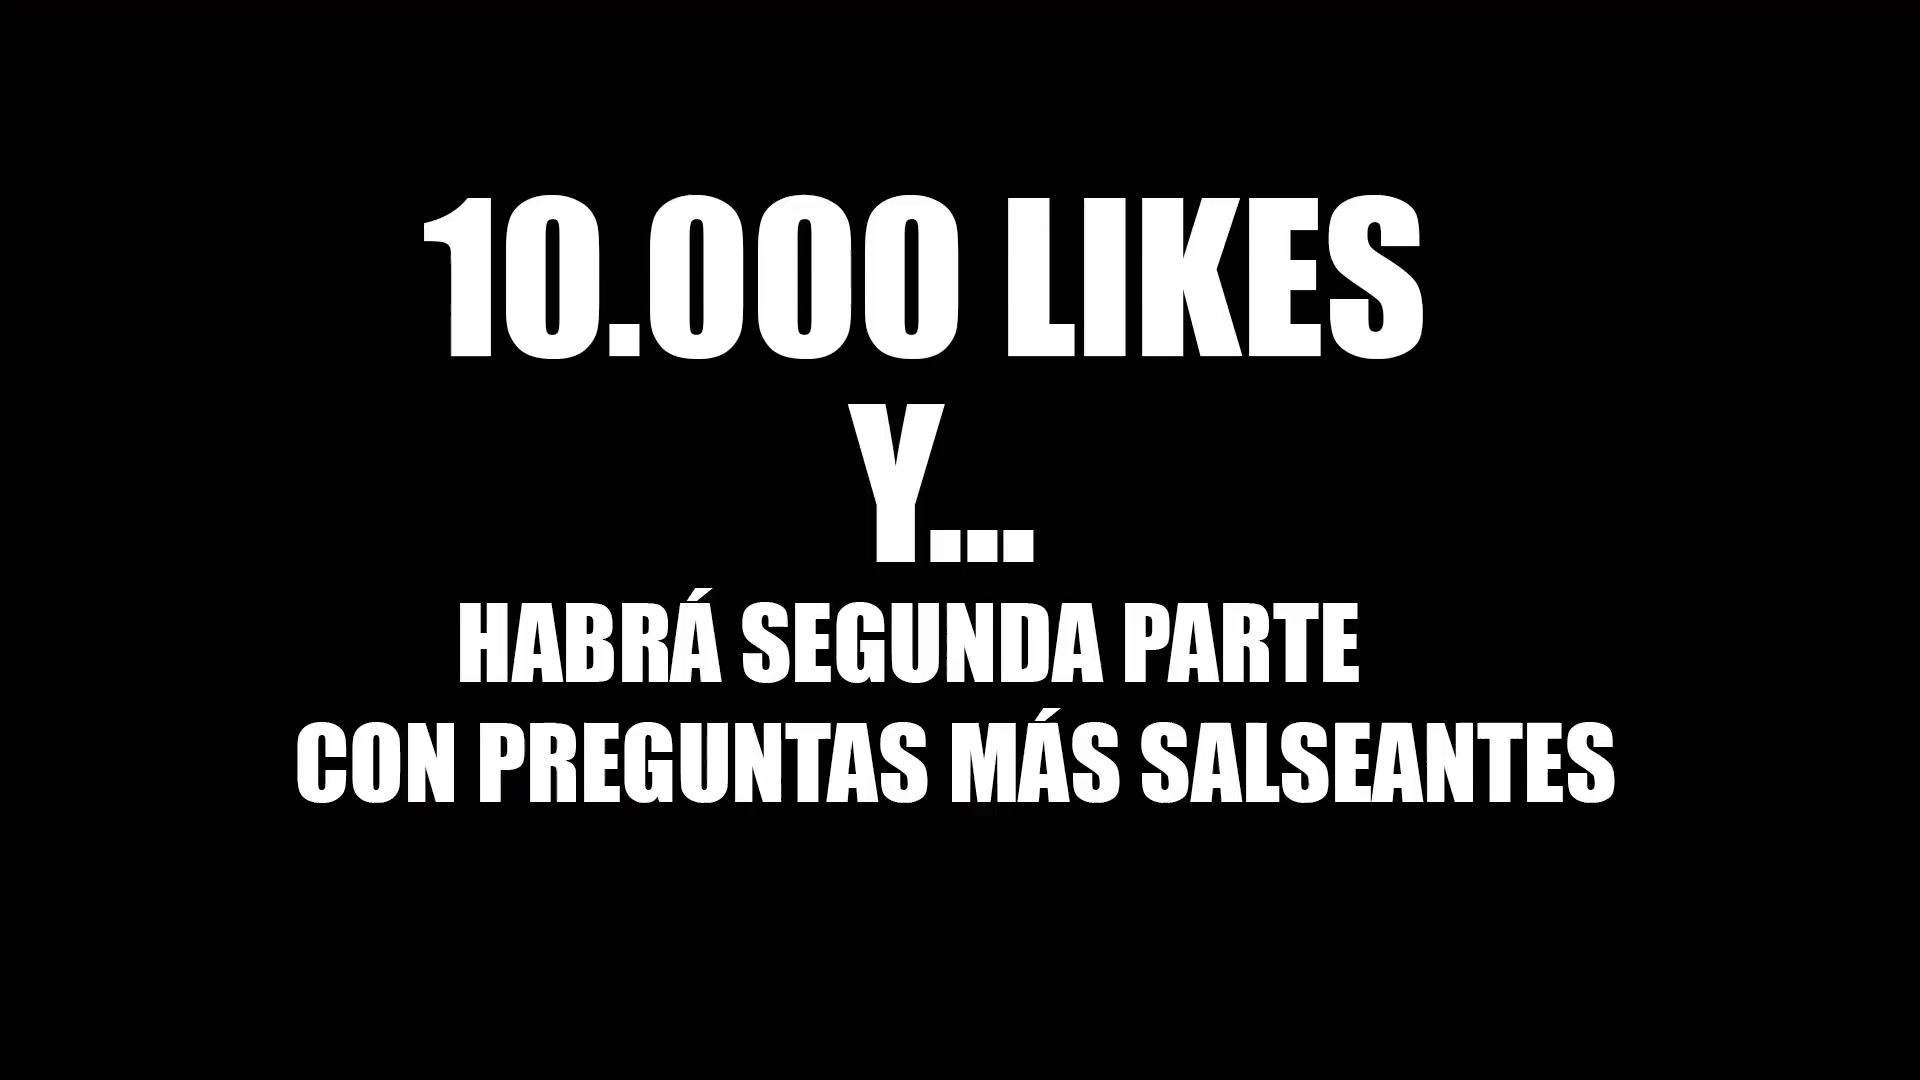 10.000 LIKES
Y...
HABRÁ SEGUNDA PARTE
CON PREGUNTAS MÁS SALSEANTES